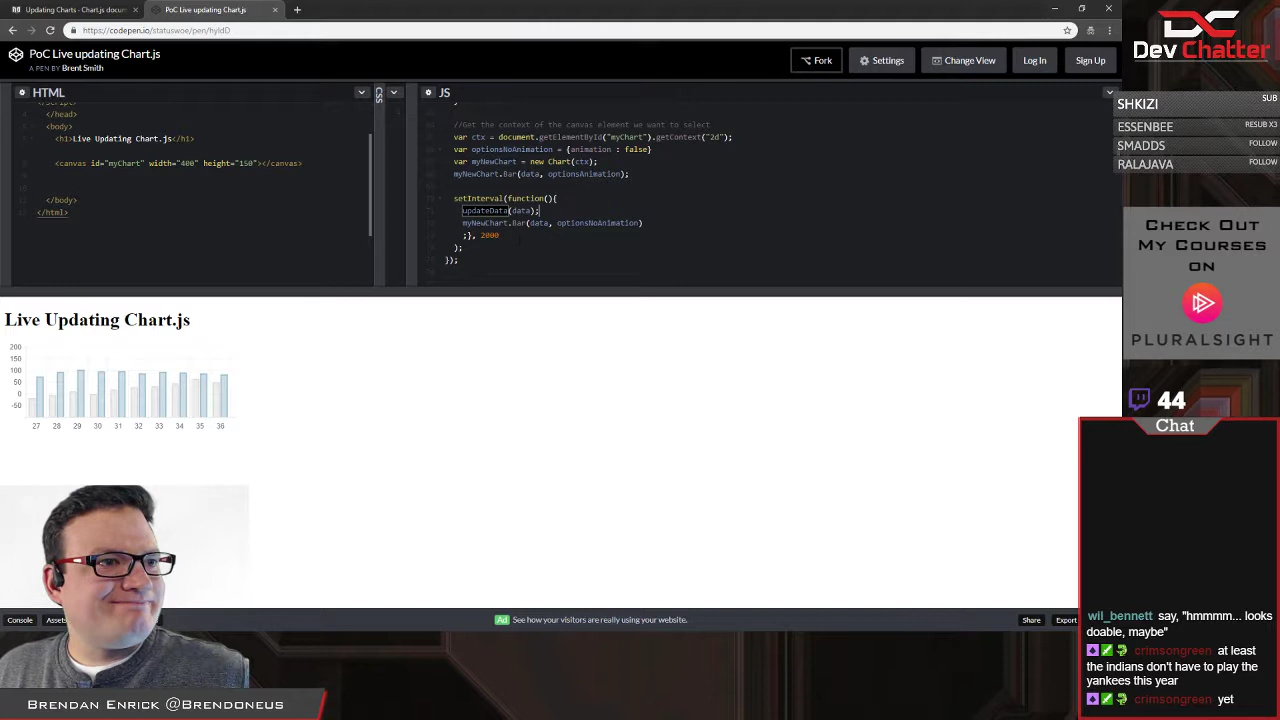 Updating Charts - Chart.js docum
PoC Live updating Chart.js
https://codepen.io/statuswoe/pen/hyIdD
PoC Live updating Chart.js
A PEN BY Brent Smith
Fork
Settings
Change View
Log In
Sign Up
HTML
CSS
JS
</head>
<body>
<h1>Live Updating Chart.js</h1>
<canvas id="myChart" width="400" height="150"></canvas>
</body>
</html>
//Get the context of the canvas element we want to select
var ctx = document.getElementById("myChart").getContext("2d");
var optionsNoAnimation = {animation : false}
var myNewChart = new Chart(ctx);
myNewChart.Bar(data, optionsAnimation);
setInterval(function(){
updateData(data);
myNewChart.Bar(data, optionsNoAnimation)
;}, 2000
);
});
Live Updating Chart.js
200
150
100
50
0
-50
27 28 29 30 31 32 33 34 35 36
Console
Assets
Ad
See how your visitors are really using your website.
Share
Export
BRENDAN ENRICK @BRENDONEUS
DC
Dev Chatter
SHKIZI SUB
ESSENBEE RESUB X3
SMADDS FOLLOW
RALAJAVA FOLLOW
CHECK OUT
MY COURSES
ON
PLURALSIGHT
44
Chat
wil_bennett say, "hmmmm... looks
doable, maybe"
crimsongreen at least
the indians don't have to play the
yankees this year
crimsongreen yet